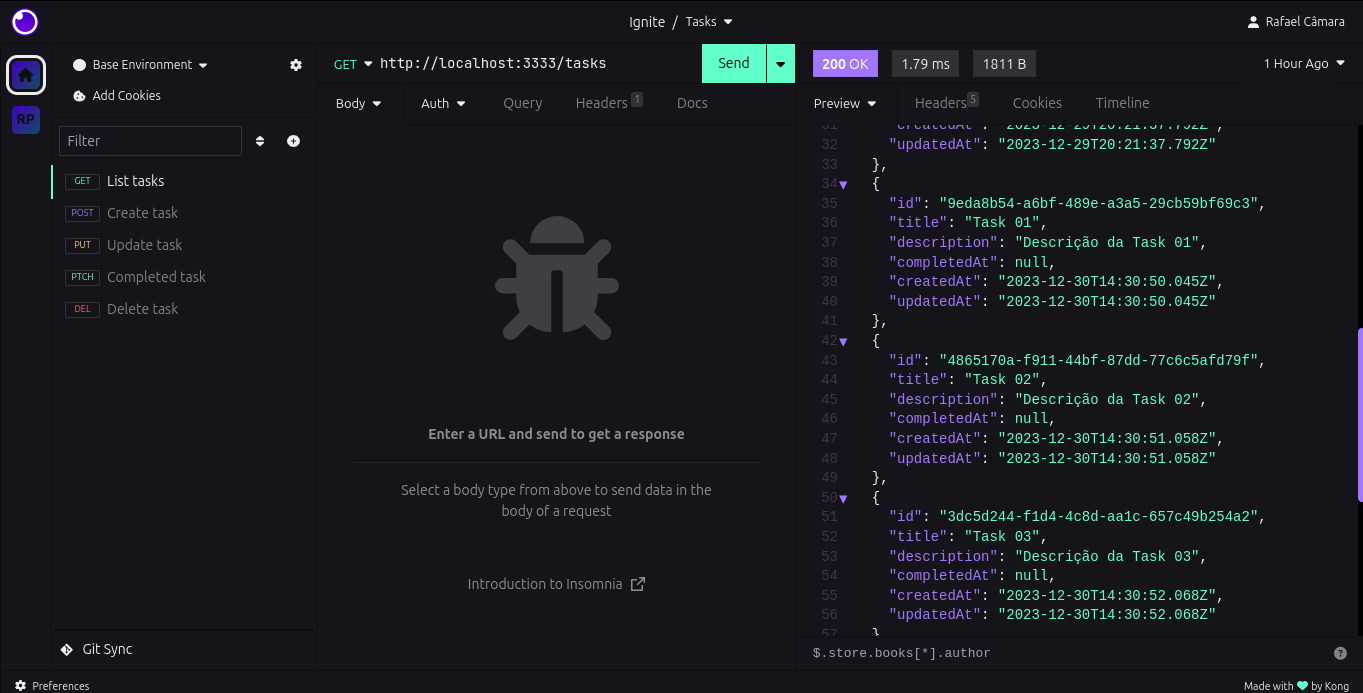 Ignite / Tasks
Rafael Câmara
RP
Base Environment
Add Cookies
Filter
GET List tasks
POST Create task
PUT Update task
PTCH Completed task
DEL Delete task
Git Sync
Preferences
GET http://localhost:3333/tasks Send
Body Auth Query Headers 1 Docs
Enter a URL and send to get a response
Select a body type from above to send data in the
body of a request
Introduction to Insomnia
200 OK 1.79 ms 1811 B 1 Hour Ago
Preview Headers 5 Cookies Timeline
31 "createdAt": "2023-12-29T20:21:37.792Z",
32 "updatedAt": "2023-12-29T20:21:37.792Z"
33 },
34 {
35 "id": "9eda8b54-a6bf-489e-a3a5-29cb59bf69c3",
36 "title": "Task 01",
37 "description": "Descrição da Task 01",
38 "completedAt": null,
39 "createdAt": "2023-12-30T14:30:50.045Z",
40 "updatedAt": "2023-12-30T14:30:50.045Z"
41 },
42 {
43 "id": "4865170a-f911-44bf-87dd-77c6c5afd79f",
44 "title": "Task 02",
45 "description": "Descrição da Task 02",
46 "completedAt": null,
47 "createdAt": "2023-12-30T14:30:51.058Z",
48 "updatedAt": "2023-12-30T14:30:51.058Z"
49 },
50 {
51 "id": "3dc5d244-f1d4-4c8d-aa1c-657c49b254a2",
52 "title": "Task 03",
53 "description": "Descrição da Task 03",
54 "completedAt": null,
55 "createdAt": "2023-12-30T14:30:52.068Z",
56 "updatedAt": "2023-12-30T14:30:52.068Z"
57 }
$.store.books[*].author ?
Made with by Kong